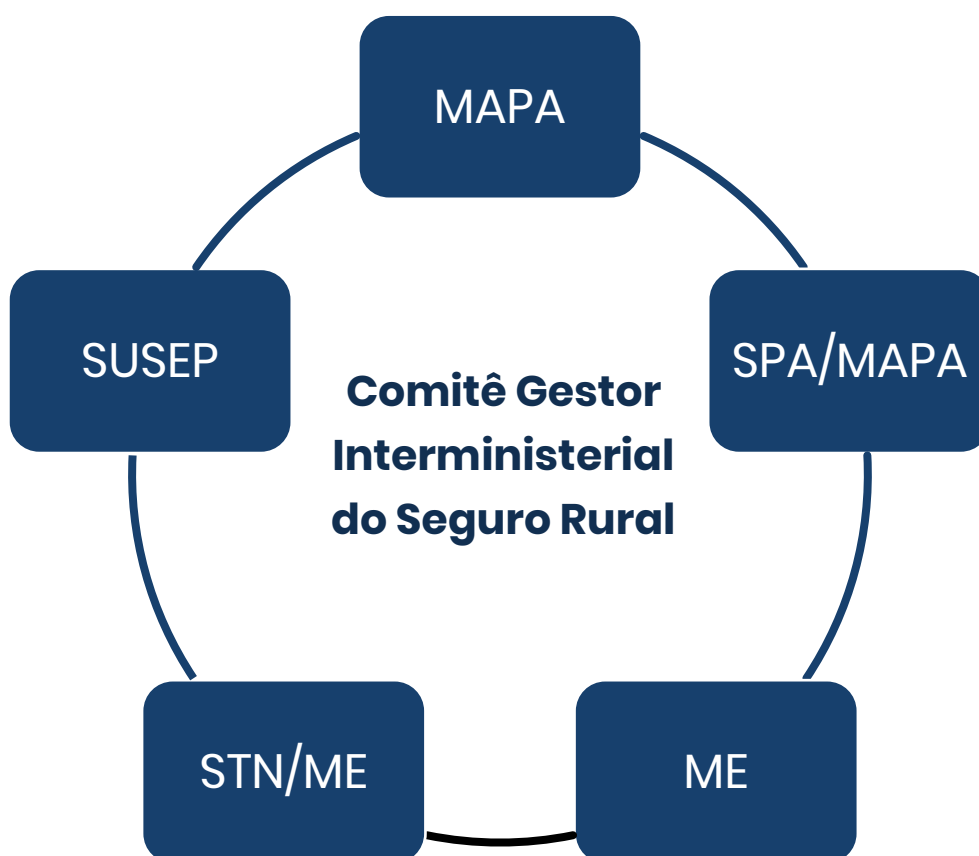 MAPA
SUSEP
SPA/MAPA
Comitê Gestor
Interministerial
do Seguro Rural
STN/ME
ME